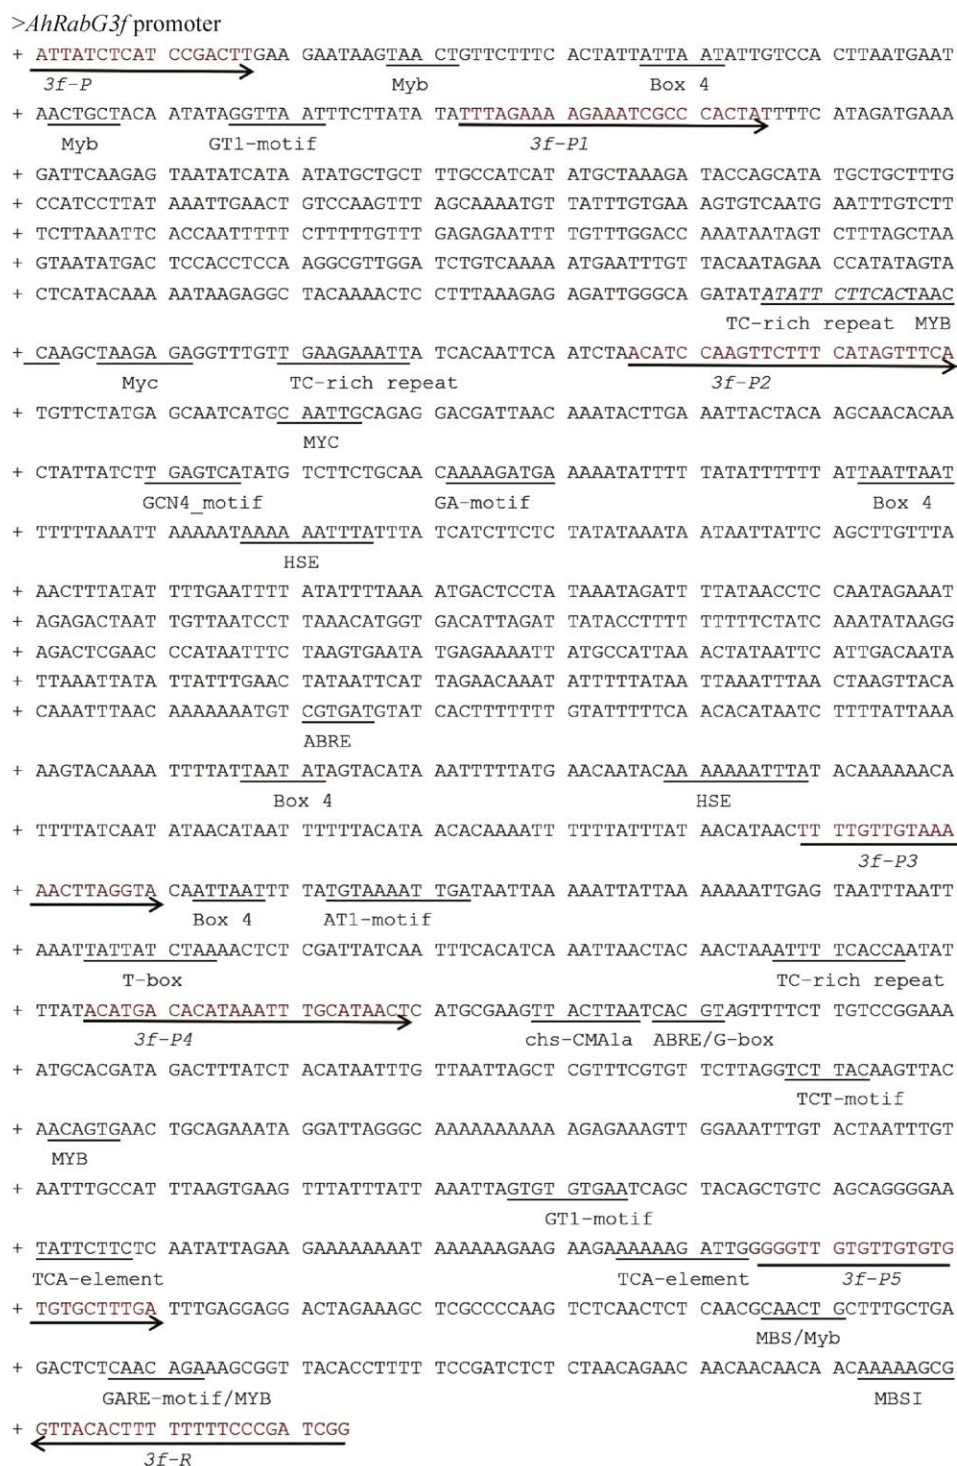 >AhRabG3f promoter
+ ATTATCTCAT CCGACTTGAA GAATAAGTAA CTGTTCTTTC ACTATTATTA ATATTGTCCA CTTAATGAAT
3f-P Myb Box 4
+ AACTGCTACA ATATAGGTTA ATTTCTTATA TATTTAGAAA AGAAATCGCC CACTATTTTC ATAGATGAAA
Myb GT1-motif 3f-P1
+ GATTCAAGAG TAATATCATA ATATGCTGCT TTGCCATCAT ATGCTAAAGA TACCAGCATA TGCTGCTTTG
+ CCATCCTTAT AAATTGAACT GTCCAAGTTT AGCAAAATGT TATTTGTGAA AGTGTCAATG AATTTGTCTT
+ TCTTAAATTC ACCAATTTTT CTTTTTGTTT GAGAGAATTT TGTTTGGACC AAATAATAGT CTTTAGCTAA
+ GTAATATGAC TCCACCTCCA AGGCGTTGGA TCTGTCAAAA ATGAATTTGT TACAATAGAA CCATATAGTA
+ CTCATACAAA AATAAGAGGC TACAAAACTC CTTTAAAGAG AGATTGGGCA GATATATATT CTTCACTAAC
TC-rich repeat MYB
+ CAAGCTAAGA GAGGTTTGTT GAAGAAATTA TCACAATTCA ATCTAACATC CAAGTTCTTT CATAGTTTCA
Myc TC-rich repeat 3f-P2
+ TGTTCTATGA GCAATCATGC AATTGCAGAG GACGATTAAC AAATACTTGA AATTACTACA AGCAACACAA
MYC
+ CTATTATCTT GAGTCATATG TCTTCTGCAA CAAAAGATGA AAAATATTTT TATATTTTTT ATTAATTAAT
GCN4_motif GA-motif Box 4
+ TTTTTAAATT AAAAATAAAA AATTTATTTA TCATCTTCTC TATATAAATA ATAATTATTC AGCTTGTTTA
HSE
+ AACTTTATAT TTTGAATTTT ATATTTTAAA ATGACTCCTA TAAATAGATT TTATAACCTC CAATAGAAAT
+ AGAGACTAAT TGTTAATCCT TAAACATGGT GACATTAGAT TATACCTTTT TTTTTCTATC AAATATAAGG
+ AGACTCGAAC CCATAATTTC TAAGTGAATA TGAGAAAATT ATGCCATTAA ACTATAATTC ATTGACAATA
+ TTAAATTATA TTATTTGAAC TATAATTCAT TAGAACAAAT ATTTTTATAA TTAAATTTAA CTAAGTTACA
+ CAAATTTAAC AAAAAAATGT CGTGATGTAT CACTTTTTTT GTATTTTTCA ACACATAATC TTTTATTAAA
ABRE
+ AAGTACAAAA TTTTATTAAT ATAGTACATA AATTTTTATG AACAATACAA AAAAATTTAT ACAAAAAACA
Box 4 HSE
+ TTTTATCAAT ATAACATAAT TTTTTACATA ACACAAAATT TTTTATTTAT AACATAACTT TTGTTGTAAA
3f-P3
+ AACTTAGGTA CAATTAATTT TATGTAAAAT TGATAATTAA AAATTATTAA AAAAATTGAG TAATTTAATT
Box 4 AT1-motif
+ AAATTATTAT CTAAAACTCT CGATTATCAA TTTCACATCA AATTAACTAC AACTAAATTT TCACCAATAT
T-box TC-rich repeat
+ TTATACATGA CACATAAATT TGCATAACTC ATGCGAAGTT ACTTAATCAC GTAGTTTTCT TGTCCGGAAA
3f-P4 chs-CMA1a ABRE/G-box
+ ATGCACGATA GACTTTATCT ACATAATTTG TTAATTAGCT CGTTTCGTGT TCTTAGGTCT TACAAGTTAC
TCT-motif
+ AACAGTGAAC TGCAGAAATA GGATTAGGGC AAAAAAAAAA AGAGAAAGTT GGAAATTTGT ACTAATTTGT
MYB
+ AATTTGCCAT TTAAGTGAAG TTTATTTATT AAATTAGTGT GTGAATCAGC TACAGCTGTC AGCAGGGGAA
GT1-motif
+ TATTCTTCTC AATATTAGAA GAAAAAAAAT AAAAAAGAAG AAGAAAAAAG ATTGGGGGTT GTGTTGTGTG
TCA-element TCA-element 3f-P5
+ TGTGCTTTGA TTTGAGGAGG ACTAGAAAGC TCGCCCCAAG TCTCAACTCT CAACGCAACT GCTTTGCTGA
MBS/Myb
+ GACTCTCAAC AGAAAGCGGT TACACCTTTT TCCGATCTCT CTAACAGAAC AACAACAACA ACAAAAAGCG
GARE-motif/MYB MBSI
+ GTTACACTTT TTTTTCCCGA TCGG
3f-R